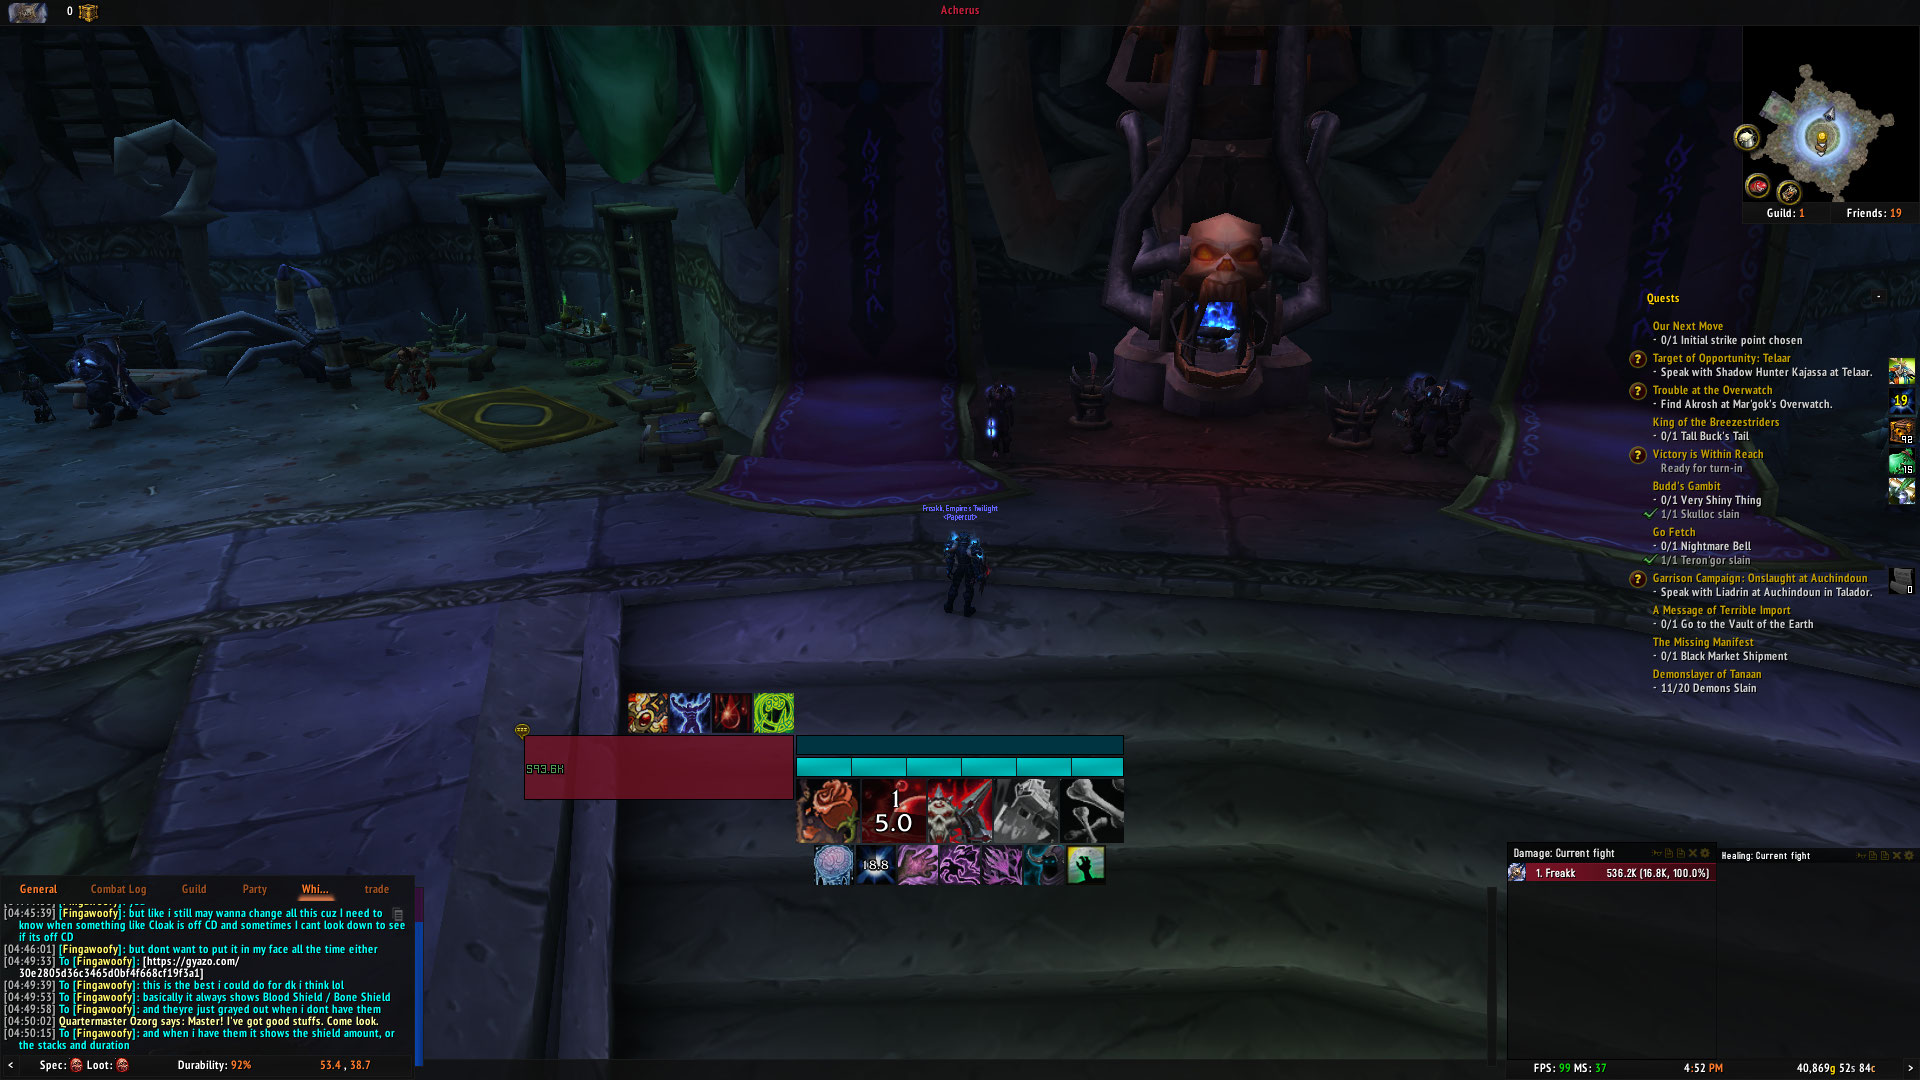 0
Acherus
Guild: 1
Friends: 19
Quests
-
Our Next Move
- 0/1 Initial strike point chosen
Target of Opportunity: Telaar
- Speak with Shadow Hunter Kajassa at Telaar.
Trouble at the Overwatch
- Find Akrosh at Mar'gok's Overwatch.
19
King of the Breezestriders
- 0/1 Tall Buck's Tail
92
Victory is Within Reach
Ready for turn-in
15
Budd's Gambit
- 0/1 Very Shiny Thing
1/1 Skulloc slain
Go Fetch
- 0/1 Nightmare Bell
1/1 Teron'gor slain
Garrison Campaign: Onslaught at Auchindoun
- Speak with Liadrin at Auchindoun in Talador.
0
A Message of Terrible Import
- 0/1 Go to the Vault of the Earth
The Missing Manifest
- 0/1 Black Market Shipment
Demonslayer of Tanaan
- 11/20 Demons Slain
Freakk, Empire's Twilight
<Papercut>
593.6K
1
5.0
18.8
General Combat Log Guild Party Whi... trade
[04:45:39] [Fingawoofy]: but like i still may wanna change all this cuz I need to
know when something like Cloak is off CD and sometimes I cant look down to see
if its off CD
[04:46:01] [Fingawoofy]: but dont want to put it in my face all the time either
[04:49:33] To [Fingawoofy]: [https://gyazo.com/
30e2805d36c3465d0bf4f668cf19f3a1]
[04:49:39] To [Fingawoofy]: this is the best i could do for dk i think lol
[04:49:53] To [Fingawoofy]: basically it always shows Blood Shield / Bone Shield
[04:49:58] To [Fingawoofy]: and theyre just grayed out when i dont have them
[04:50:02] Quartermaster Ozorg says: Master! I've got good stuffs. Come look.
[04:50:15] To [Fingawoofy]: and when i have them it shows the shield amount, or
the stacks and duration
< Spec: Loot: Durability: 92% 53.4 , 38.7
Damage: Current fight
Healing: Current fight
1. Freakk 536.2K (16.8K, 100.0%)
FPS: 99 MS: 37 4:52 PM 40,869g 52s 84c >